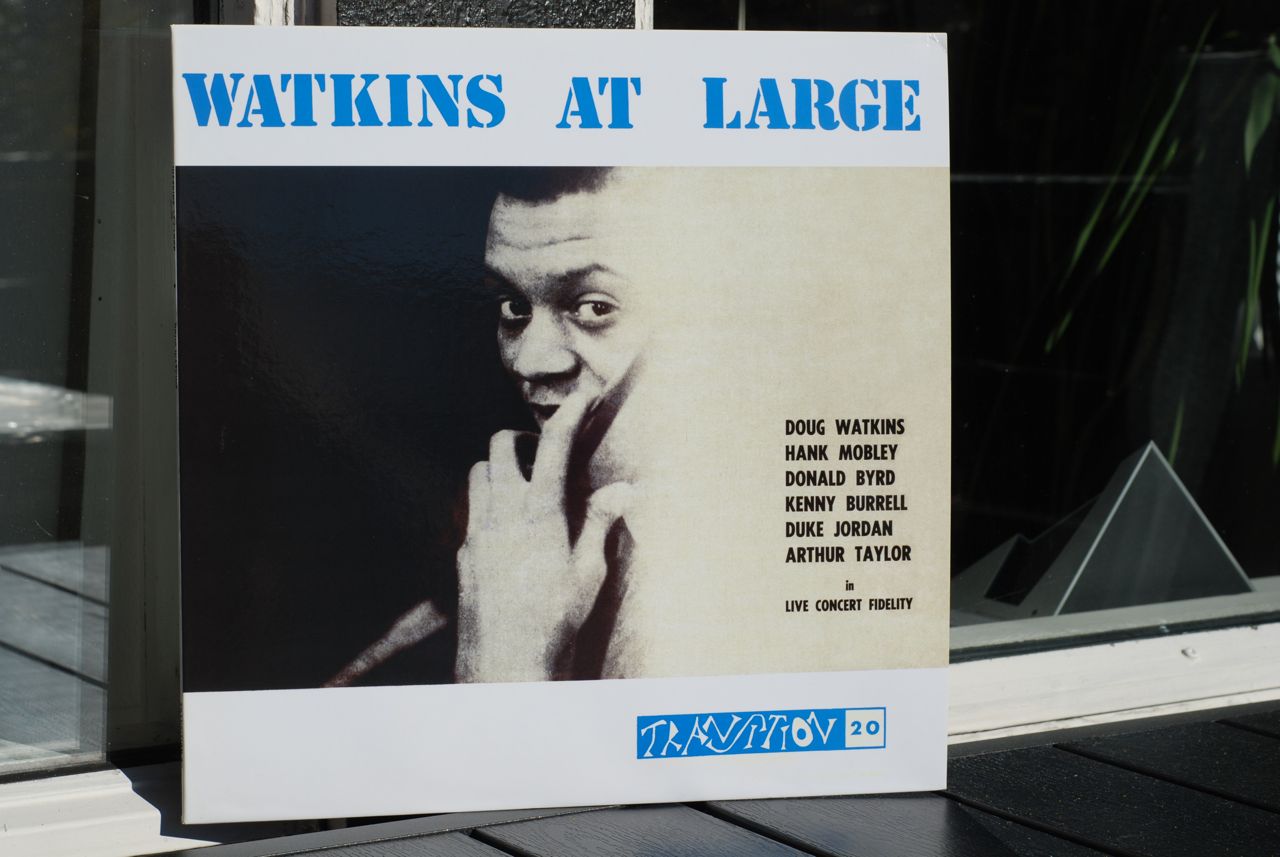 WATKINS AT LARGE
DOUG WATKINS
HANK MOBLEY
DONALD BYRD
KENNY BURRELL
DUKE JORDAN
ARTHUR TAYLOR
in
LIVE CONCERT FIDELITY
TRANSITION 20